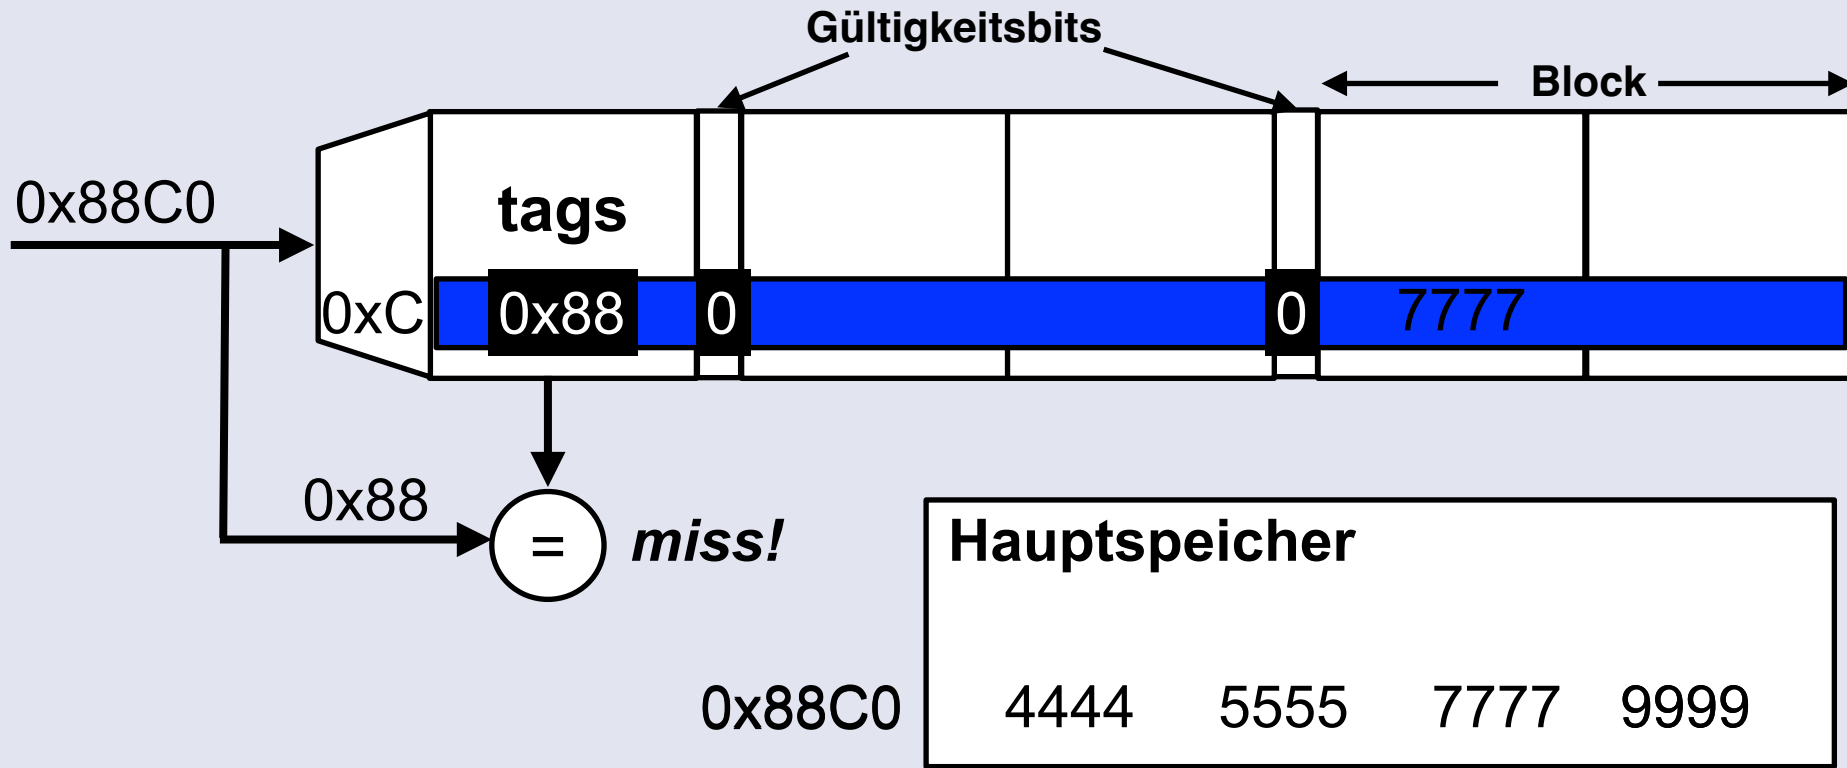 Gültigkeitsbits
Block
0x88C0
tags
0xC 0x88 0 0 7777
0x88
= miss!
Hauptspeicher
0x88C0 4444 5555 7777 9999